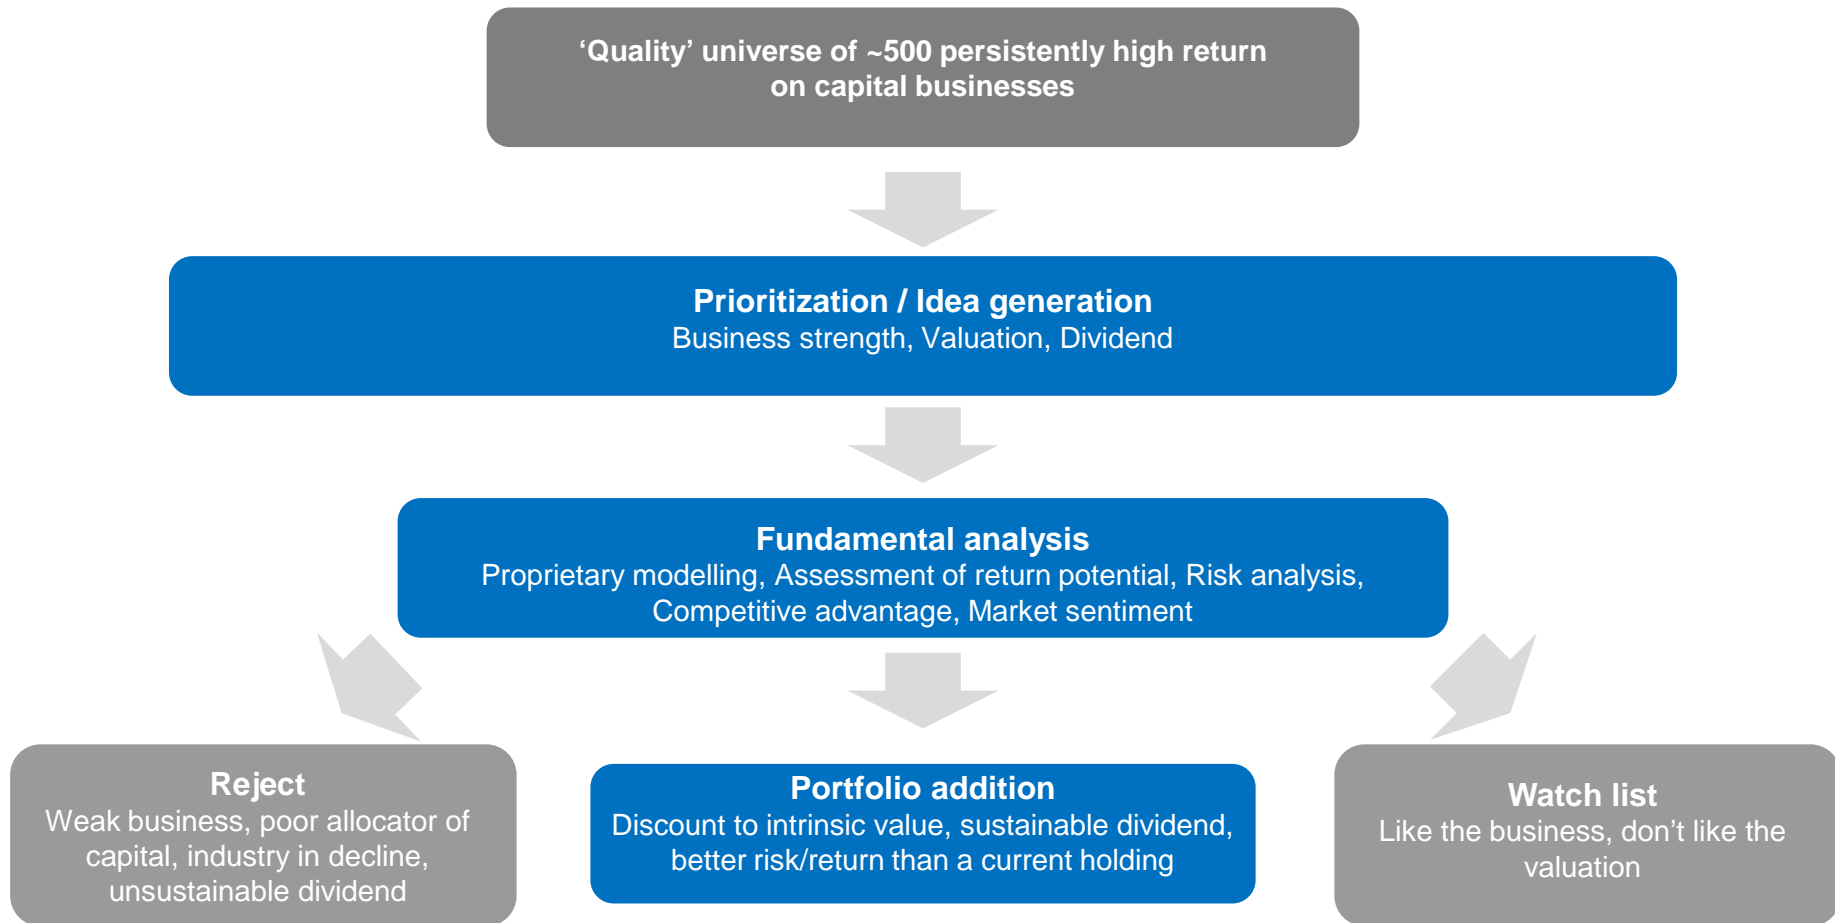 ‘Quality’ universe of ~500 persistently high return
on capital businesses
Prioritization / Idea generation
Business strength, Valuation, Dividend
Fundamental analysis
Proprietary modelling, Assessment of return potential, Risk analysis,
Competitive advantage, Market sentiment
Reject
Weak business, poor allocator of
capital, industry in decline,
unsustainable dividend
Portfolio addition
Discount to intrinsic value, sustainable dividend,
better risk/return than a current holding
Watch list
Like the business, don’t like the
valuation